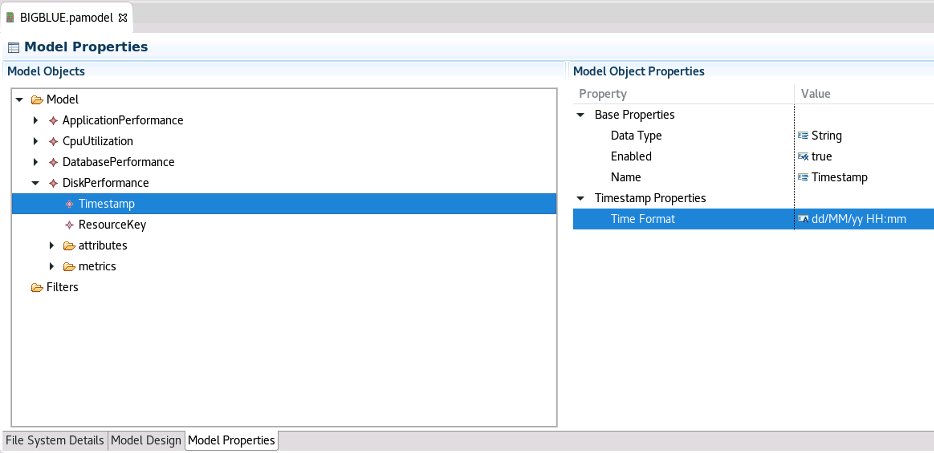 BIGBLUE.pamodel
Model Properties
Model Objects
Model
ApplicationPerformance
CpuUtilization
DatabasePerformance
DiskPerformance
Timestamp
ResourceKey
attributes
metrics
Filters
Model Object Properties
Property Value
Base Properties
Data Type String
Enabled true
Name Timestamp
Timestamp Properties
Time Format dd/MM/yy HH:mm
File System Details Model Design Model Properties